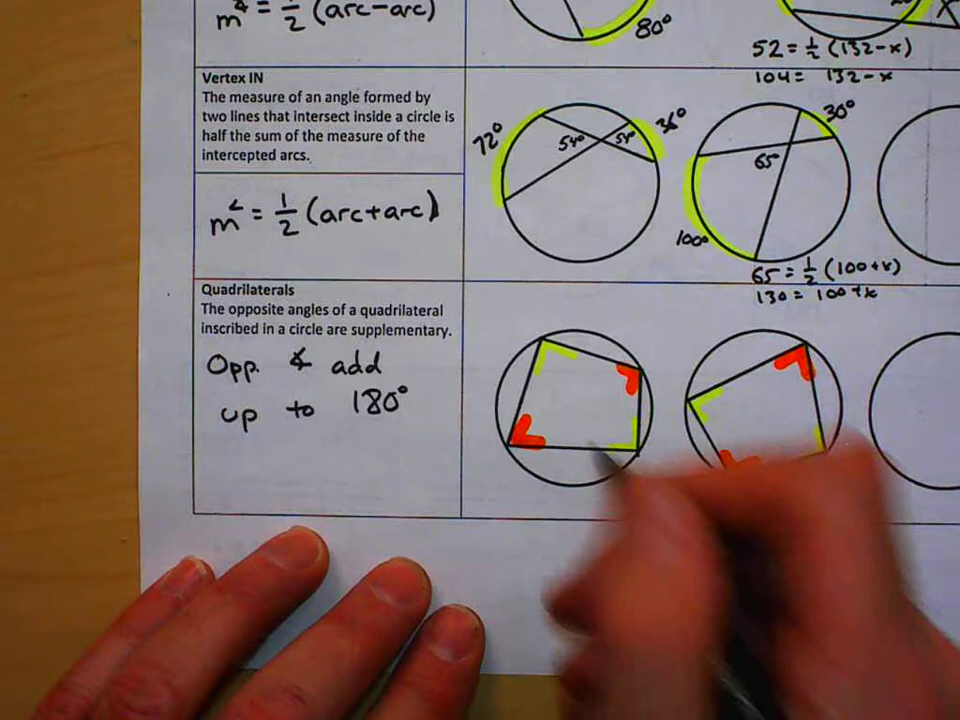 m∡ = 1/2 (arc-arc)
80°
52 = 1/2 (132-x)
104 = 132-x
Vertex IN
The measure of an angle formed by
two lines that intersect inside a circle is
half the sum of the measure of the
intercepted arcs.
72°
54°
54°
36°
30°
65°
100°
m∠ = 1/2 (arc+arc)
65 = 1/2 (100+x)
130 = 100+x
Quadrilaterals
The opposite angles of a quadrilateral
inscribed in a circle are supplementary.
Opp. ∡ add
up to 180°